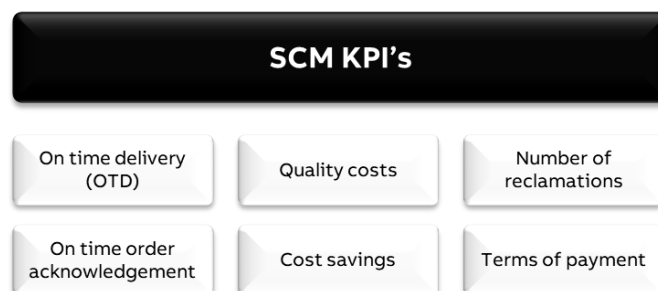 SCM KPI’s
On time delivery
(OTD)
Quality costs
Number of
reclamations
On time order
acknowledgement
Cost savings
Terms of payment